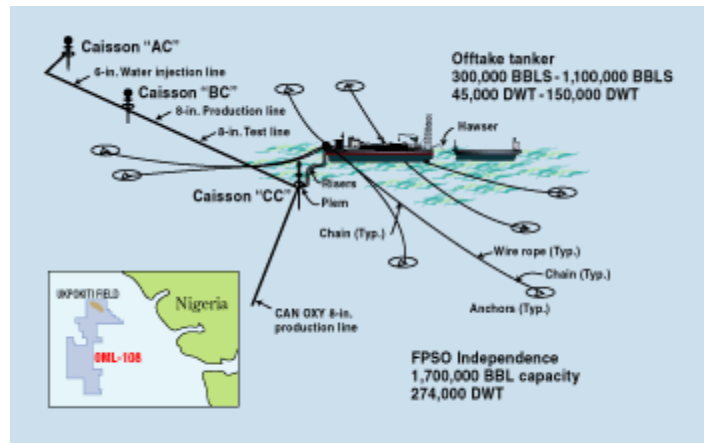 Caisson “AC”
6-in. Water injection line
Caisson “BC”
8-in. Production line
8-in. Test line
Offtake tanker
300,000 BBLS - 1,100,000 BBLS
45,000 DWT - 150,000 DWT
Hawser
Caisson “CC”
Risers
Plem
Chain (Typ.)
Wire rope (Typ.)
Chain (Typ.)
Anchors (Typ.)
CAN OXY 8-in.
production line
UKPOKITI FIELD
Nigeria
OML-108
FPSO Independence
1,700,000 BBL capacity
274,000 DWT